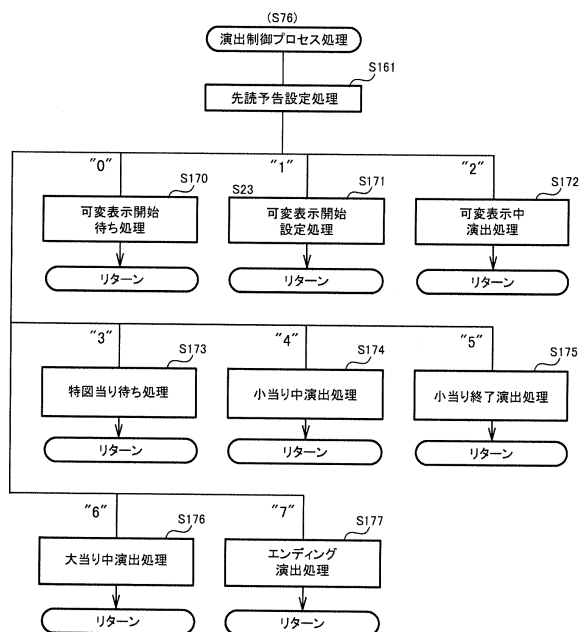 (S76)
演出制御プロセス処理
S161
先読予告設定処理
"0"
"1"
"2"
S170
可変表示開始
待ち処理
リターン
S23
S171
可変表示開始
設定処理
リターン
S172
可変表示中
演出処理
リターン
"3"
"4"
"5"
S173
特図当り待ち処理
リターン
S174
小当り中演出処理
リターン
S175
小当り終了演出処理
リターン
"6"
"7"
S176
大当り中演出処理
リターン
S177
エンディング
演出処理
リターン